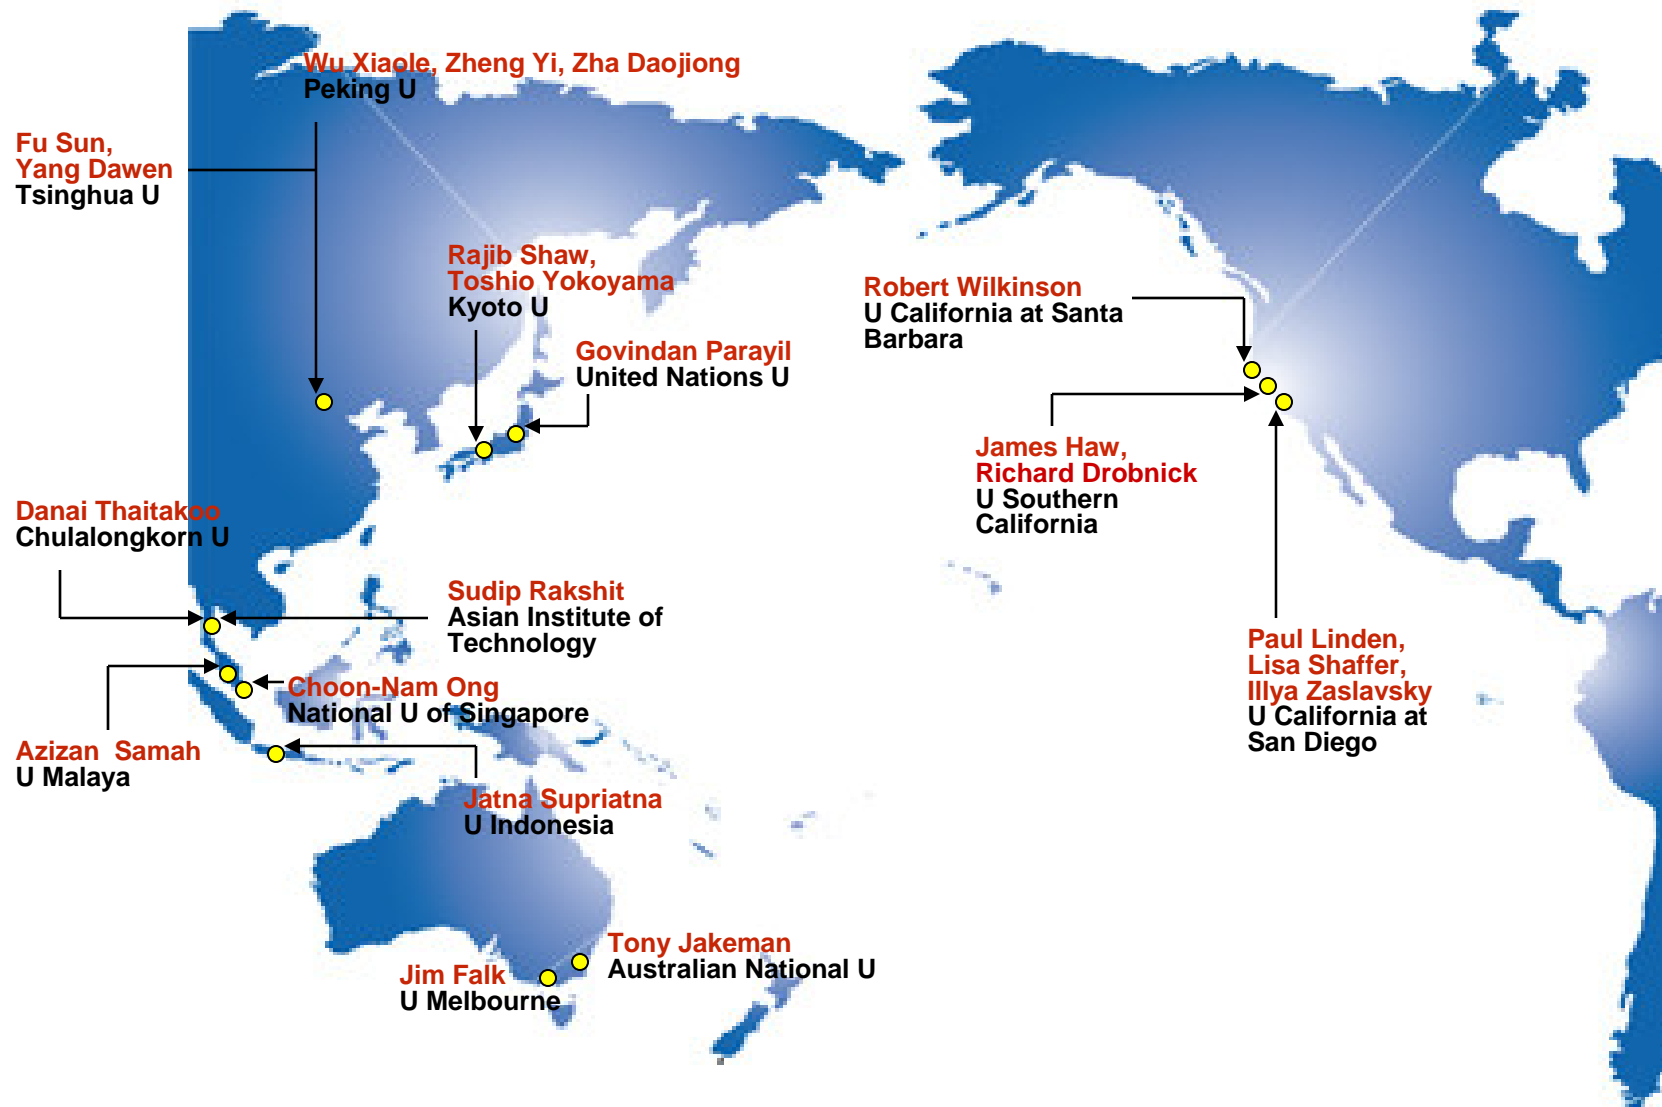 Wu Xiaole, Zheng Yi, Zha Daojiong
Peking U
Fu Sun,
Yang Dawen
Tsinghua U
Rajib Shaw,
Toshio Yokoyama
Kyoto U
Govindan Parayil
United Nations U
Robert Wilkinson
U California at Santa
Barbara
James Haw,
Richard Drobnick
U Southern
California
Danai Thaitakoo
Chulalongkorn U
Sudip Rakshit
Asian Institute of
Technology
Choon-Nam Ong
National U of Singapore
Azizan  Samah
U Malaya
Jatna Supriatna
U Indonesia
Paul Linden,
Lisa Shaffer,
Illya Zaslavsky
U California at
San Diego
Tony Jakeman
Australian National U
Jim Falk
U Melbourne